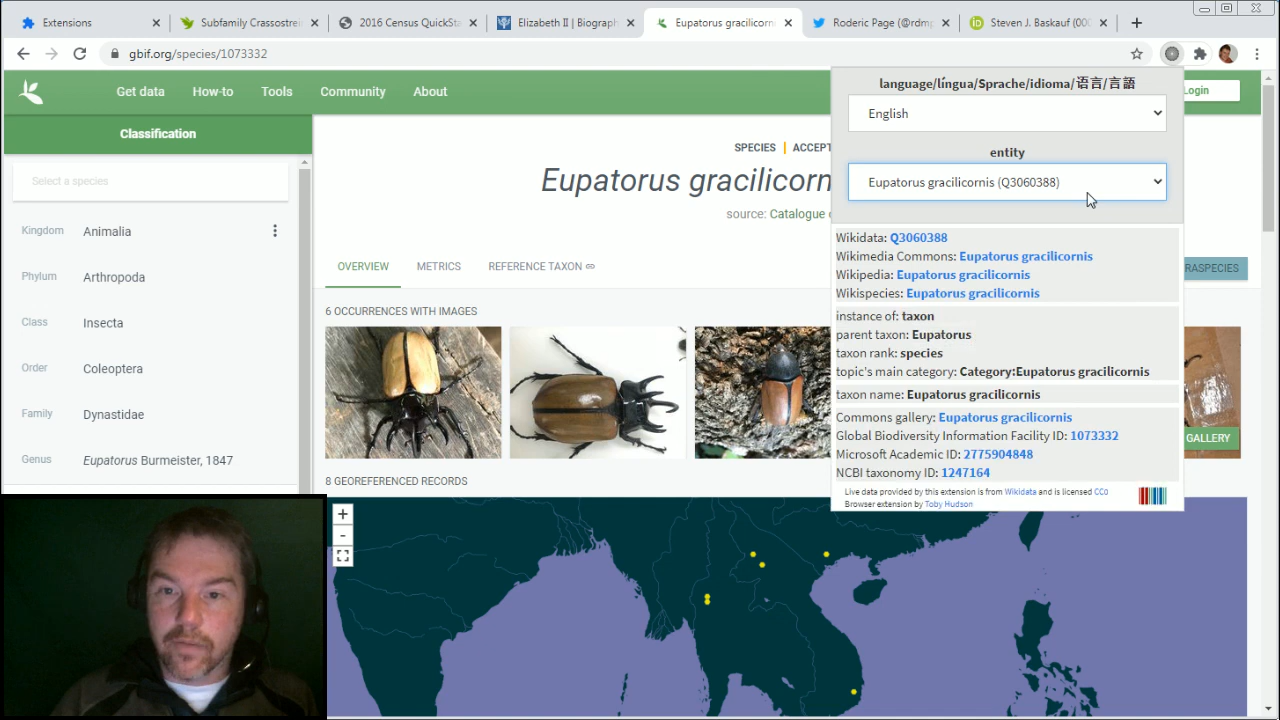 Extensions
Subfamily Crassostrei
2016 Census QuickSta
Elizabeth II | Biograph
Eupatorus gracilicorni
Roderic Page (@rdmp
Steven J. Baskauf (000
gbif.org/species/1073332
Get data How-to Tools Community About
Login
Classification
Select a species
Kingdom Animalia
Phylum Arthropoda
Class Insecta
Order Coleoptera
Family Dynastidae
Genus Eupatorus Burmeister, 1847
SPECIES | ACCEPT
Eupatorus gracilicorn
source: Catalogue o
OVERVIEW METRICS REFERENCE TAXON
RASPECIES
6 OCCURRENCES WITH IMAGES
GALLERY
8 GEOREFERENCED RECORDS
+
-
language/língua/Sprache/idioma/语言/言語
English
entity
Eupatorus gracilicornis (Q3060388)
Wikidata: Q3060388
Wikimedia Commons: Eupatorus gracilicornis
Wikipedia: Eupatorus gracilicornis
Wikispecies: Eupatorus gracilicornis
instance of: taxon
parent taxon: Eupatorus
taxon rank: species
topic's main category: Category:Eupatorus gracilicornis
taxon name: Eupatorus gracilicornis
Commons gallery: Eupatorus gracilicornis
Global Biodiversity Information Facility ID: 1073332
Microsoft Academic ID: 2775904848
NCBI taxonomy ID: 1247164
Live data provided by this extension is from Wikidata and is licensed CC0
Browser extension by Toby Hudson